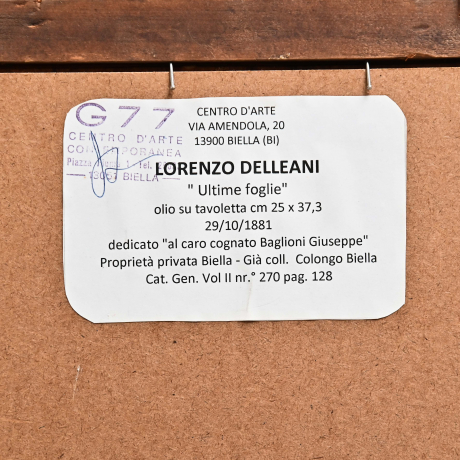 G77
CENTRO D'ARTE
CONTEMPORANEA
Piazza Tel.
BIELLA
CENTRO D'ARTE
VIA AMENDOLA, 20
13900 BIELLA (BI)
LORENZO DELLEANI
" Ultime foglie"
olio su tavoletta cm 25 x 37,3
29/10/1881
dedicato "al caro cognato Baglioni Giuseppe"
Proprietà privata Biella - Già coll. Colongo Biella
Cat. Gen. Vol II nr.° 270 pag. 128